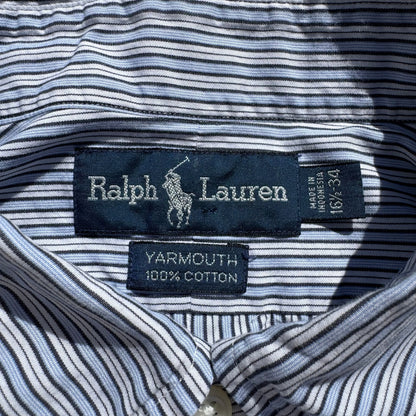 Ralph Lauren
MADE IN
INDONESIA
16½-34
YARMOUTH
100% COTTON